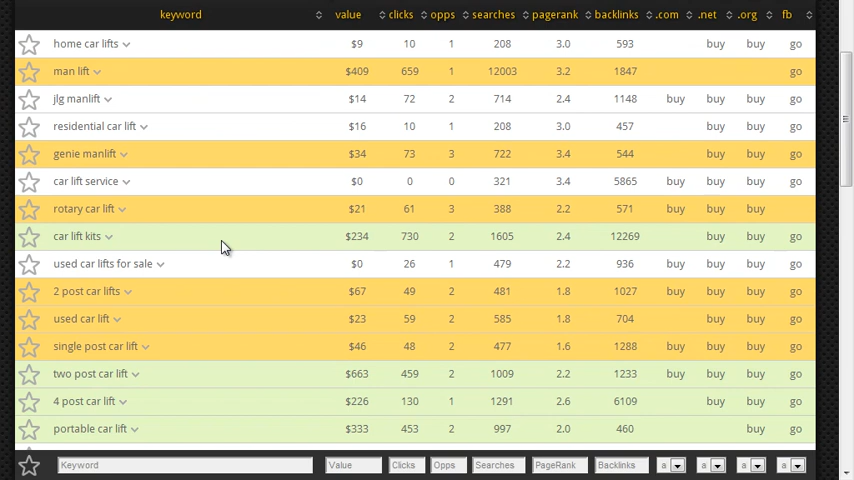 keyword value clicks opps searches pagerank backlinks .com .net .org fb
home car lifts $9 10 1 208 3.0 593 buy buy go
man lift $409 659 1 12003 3.2 1847 go
jlg manlift $14 72 2 714 2.4 1148 buy buy buy go
residential car lift $16 10 1 208 3.0 457 buy buy go
genie manlift $34 73 3 722 3.4 544 buy buy go
car lift service $0 0 0 321 3.4 5865 buy buy buy go
rotary car lift $21 61 3 388 2.2 571 buy buy buy
car lift kits $234 730 2 1605 2.4 12269 buy buy go
used car lifts for sale $0 26 1 479 2.2 936 buy buy buy go
2 post car lifts $67 49 2 481 1.8 1027 buy buy go
used car lift $23 59 2 585 1.8 704 buy buy go
single post car lift $46 48 2 477 1.6 1288 buy buy buy go
two post car lift $663 459 2 1009 2.2 1233 buy buy buy go
4 post car lift $226 130 1 1291 2.6 6109 buy buy go
portable car lift $333 453 2 997 2.0 460 buy go
Keyword Value Clicks Opps Searches PageRank Backlinks a a a a